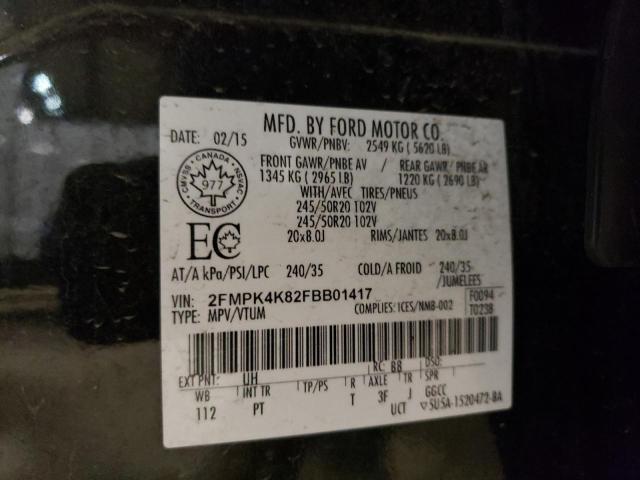 MFD. BY FORD MOTOR CO.
DATE: 02/15
GVWR/PNBV: 2549 KG ( 5620 LB)
FRONT GAWR/PNBE AV
1345 KG ( 2965 LB)
REAR GAWR/ PNBE AR
1220 KG ( 2690 LB)
WITH/AVEC TIRES/PNEUS
245/50R20 102V
245/50R20 102V
20x8.0J RIMS/JANTES 20x8.0J
CANADA
CMVSS NSVAC
977
TRANSPORT
EC
AT/A kPa/PSI/LPC 240/35 COLD/A FROID 240/35
/JUMELEES
VIN: 2FMPK4K82FBB01417
TYPE: MPV/VTUM
COMPLIES: ICES/NMB-002
F0094
T0238
EXT PNT: UH RC: BB DSO:
WB INT TR TP/PS R AXLE TR SPR
112 PT T 3F J GGCC
UCT 5U5A-1520472-BA